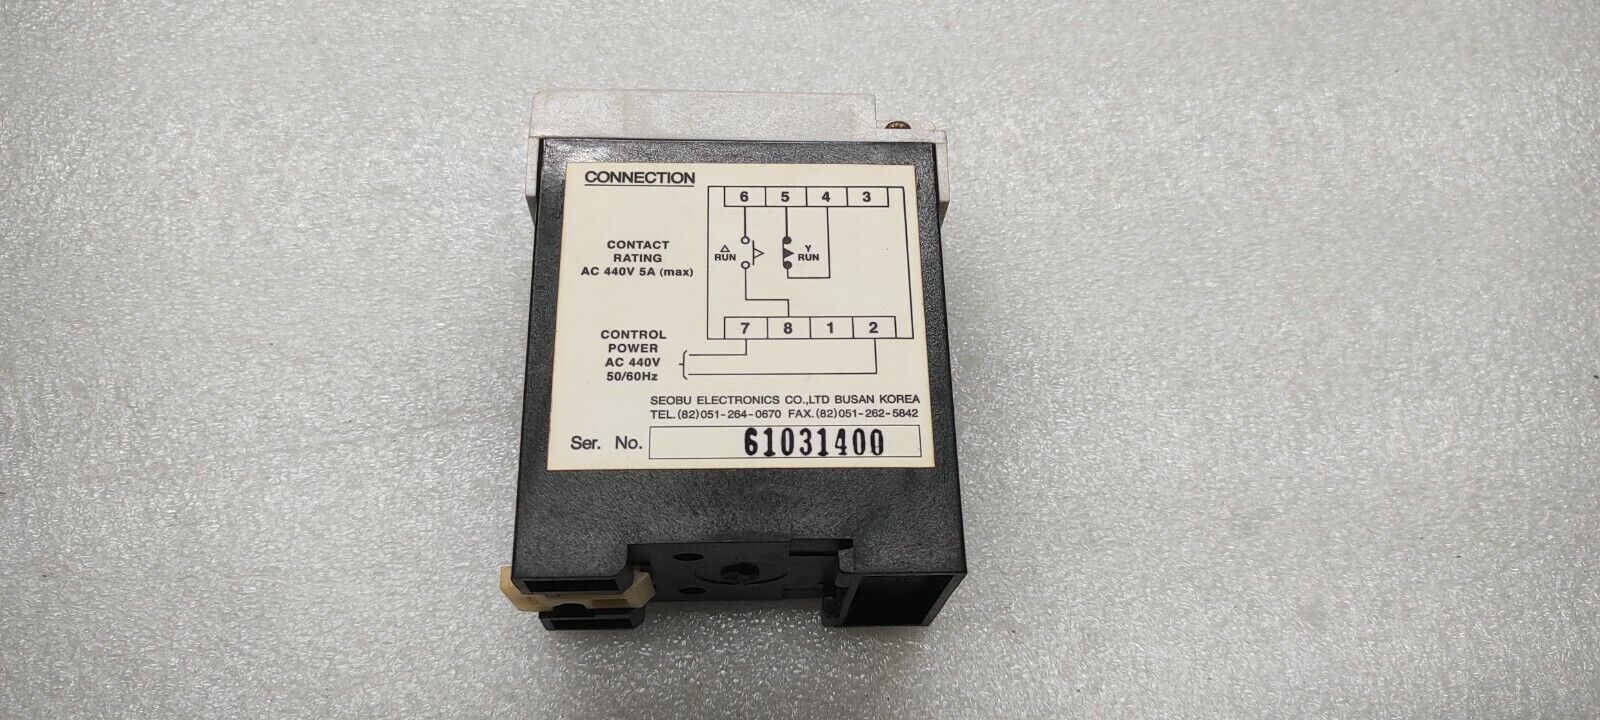 CONNECTION
6 5 4 3
CONTACT
RATING
AC 440V 5A (max)
△
RUN
Y
RUN
7 8 1 2
CONTROL
POWER
AC 440V
50/60Hz
SEOBU ELECTRONICS CO.,LTD BUSAN KOREA
TEL.(82)051-264-0670 FAX.(82)051-262-5842
Ser. No. 61031400